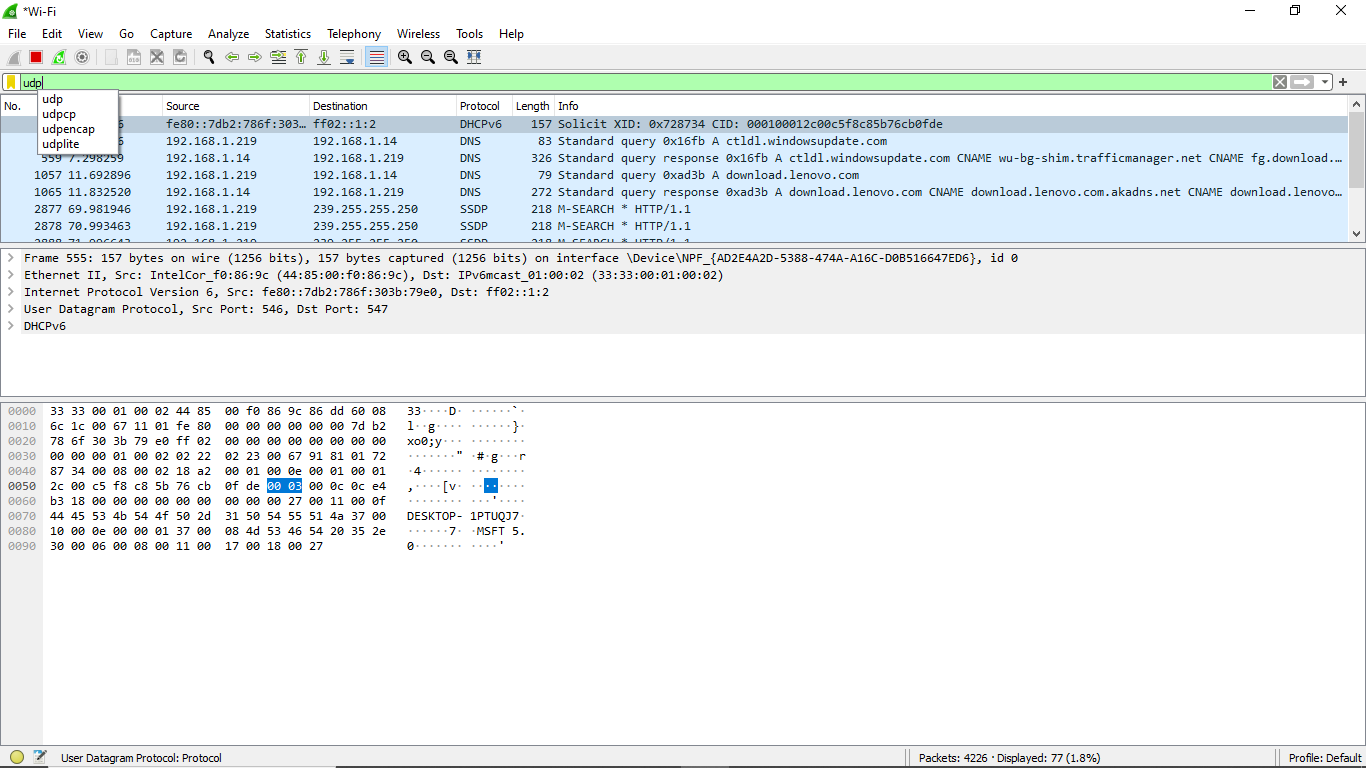 *Wi-Fi
File Edit View Go Capture Analyze Statistics Telephony Wireless Tools Help
udp
udp
udpcp
udpencap
udplite
No. Source Destination Protocol Length Info
6 fe80::7db2:786f:303… ff02::1:2 DHCPv6 157 Solicit XID: 0x728734 CID: 000100012c00c5f8c85b76cb0fde
192.168.1.219 192.168.1.14 DNS 83 Standard query 0x16fb A ctldl.windowsupdate.com
559 7.298259 192.168.1.14 192.168.1.219 DNS 326 Standard query response 0x16fb A ctldl.windowsupdate.com CNAME wu-bg-shim.trafficmanager.net CNAME fg.download.…
1057 11.692896 192.168.1.219 192.168.1.14 DNS 79 Standard query 0xad3b A download.lenovo.com
1065 11.832520 192.168.1.14 192.168.1.219 DNS 272 Standard query response 0xad3b A download.lenovo.com CNAME download.lenovo.com.akadns.net CNAME download.lenovo…
2877 69.981946 192.168.1.219 239.255.255.250 SSDP 218 M-SEARCH * HTTP/1.1
2878 70.993463 192.168.1.219 239.255.255.250 SSDP 218 M-SEARCH * HTTP/1.1
192.168.1.219 239.255.255.250 SSDP 218 M-SEARCH * HTTP/1.1
Frame 555: 157 bytes on wire (1256 bits), 157 bytes captured (1256 bits) on interface \Device\NPF_{AD2E4A2D-5388-474A-A16C-D0B516647ED6}, id 0
Ethernet II, Src: IntelCor_f0:86:9c (44:85:00:f0:86:9c), Dst: IPv6mcast_01:00:02 (33:33:00:01:00:02)
Internet Protocol Version 6, Src: fe80::7db2:786f:303b:79e0, Dst: ff02::1:2
User Datagram Protocol, Src Port: 546, Dst Port: 547
DHCPv6
0000 33 33 00 01 00 02 44 85 00 f0 86 9c 86 dd 60 08 33····D· ······`·
0010 6c 1c 00 67 11 01 fe 80 00 00 00 00 00 00 7d b2 l··g···· ······}·
0020 78 6f 30 3b 79 e0 ff 02 00 00 00 00 00 00 00 00 xo0;y··· ········
0030 00 00 00 01 00 02 02 22 02 23 00 67 91 81 01 72 ·······" ·#·g···r
0040 87 34 00 08 00 02 18 a2 00 01 00 0e 00 01 00 01 ·4······ ········
0050 2c 00 c5 f8 c8 5b 76 cb 0f de 00 03 00 0c 0c e4 ,····[v· ········
0060 b3 18 00 00 00 00 00 00 00 00 00 27 00 11 00 0f ········ ···'····
0070 44 45 53 4b 54 4f 50 2d 31 50 54 55 51 4a 37 00 DESKTOP- 1PTUQJ7·
0080 10 00 0e 00 00 01 37 00 08 4d 53 46 54 20 35 2e ······7· ·MSFT 5.
0090 30 00 06 00 08 00 11 00 17 00 18 00 27 0······· ····'
User Datagram Protocol: Protocol Packets: 4226 · Displayed: 77 (1.8%) Profile: Default